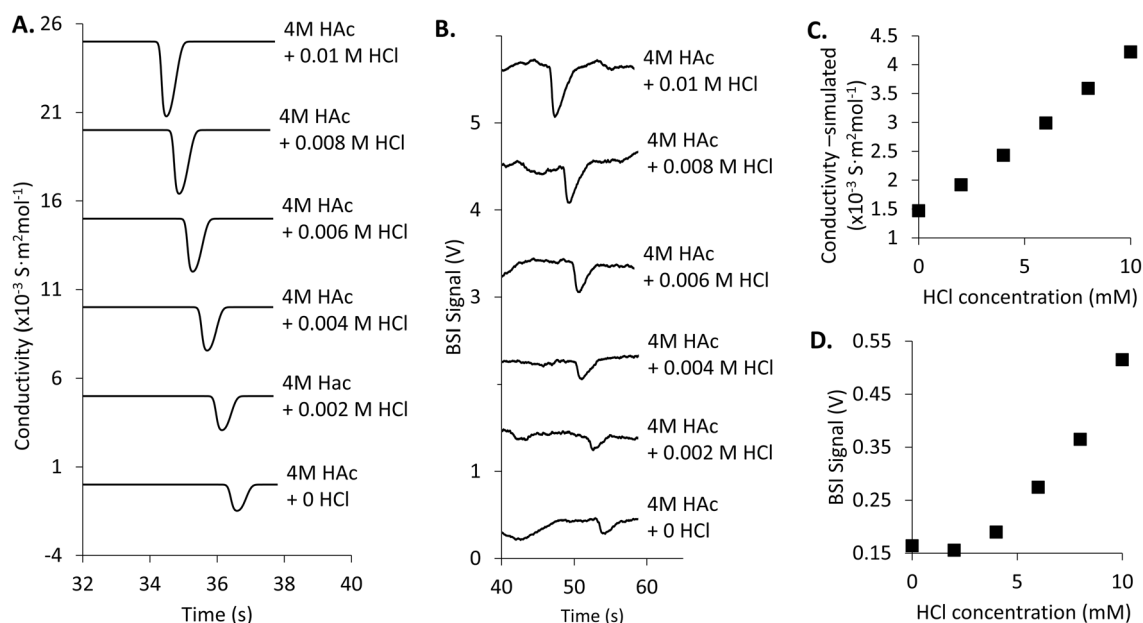 A.
Conductivity (x10-3 S·m2mol-1)
26
21
16
11
6
1
-4
32
34
36
38
40
Time (s)
4M HAc
+ 0.01 M HCl
4M HAc
+ 0.008 M HCl
4M HAc
+ 0.006 M HCl
4M HAc
+ 0.004 M HCl
4M Hac
+ 0.002 M HCl
4M HAc
+ 0 HCl
B.
BSI Signal (V)
5
4
3
1
0
40
50
60
Time (s)
4M HAc
+ 0.01 M HCl
4M HAc
+ 0.008 M HCl
4M HAc
+ 0.006 M HCl
4M HAc
+ 0.004 M HCl
4M HAc
+ 0.002 M HCl
4M HAc
+ 0 HCl
C.
Conductivity –simulated
(x10-3 S·m2mol-1)
4.5
4
3.5
3
2.5
2
1.5
1
0
5
10
HCl concentration (mM)
D.
BSI Signal (V)
0.55
0.45
0.35
0.25
0.15
0
5
10
HCl concentration (mM)